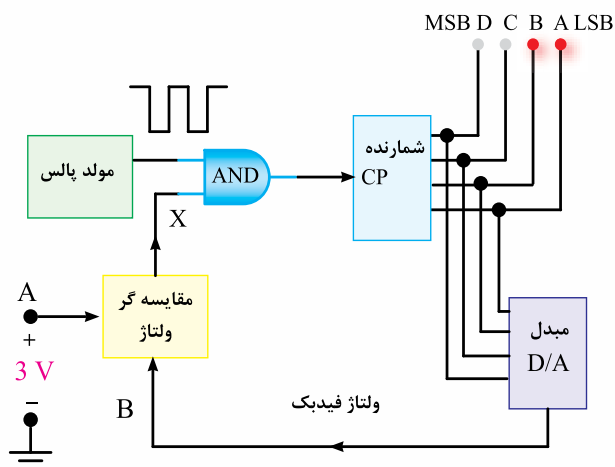 MSB D C B A LSB
مولد پالس
AND
شمارنده
CP
X
A
+
3 V
−
مقایسه گر
ولتاژ
B
ولتاژ فیدبک
مبدل
D/A